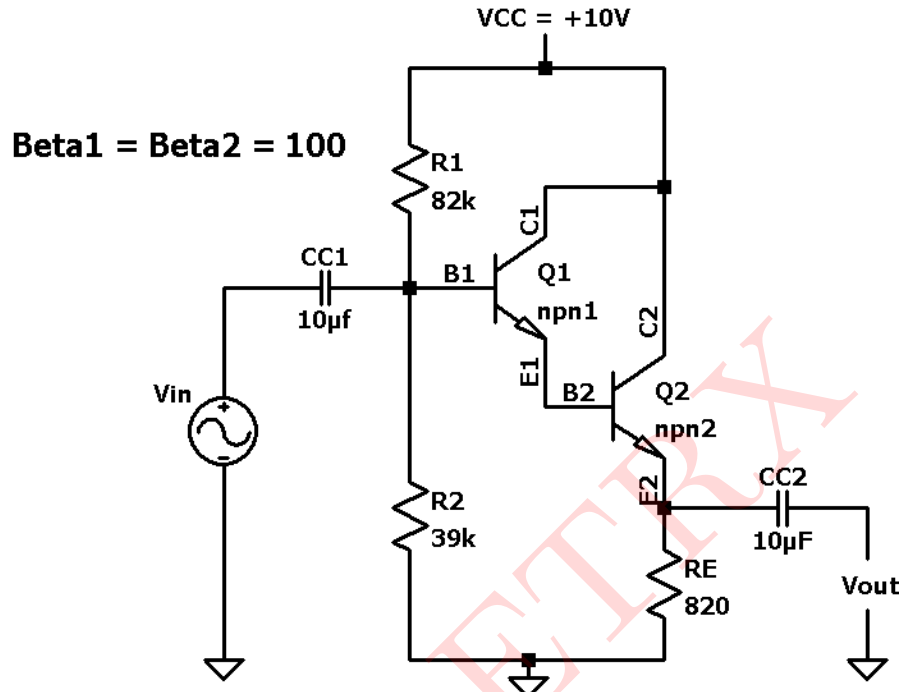 VCC = +10V
Beta1 = Beta2 = 100
R1
82k
C1
CC1
10µf
B1
Q1
npn1
C2
E1
B2
Q2
npn2
Vin
+
−
E2
CC2
10µF
R2
39k
RE
820
Vout
ETRX